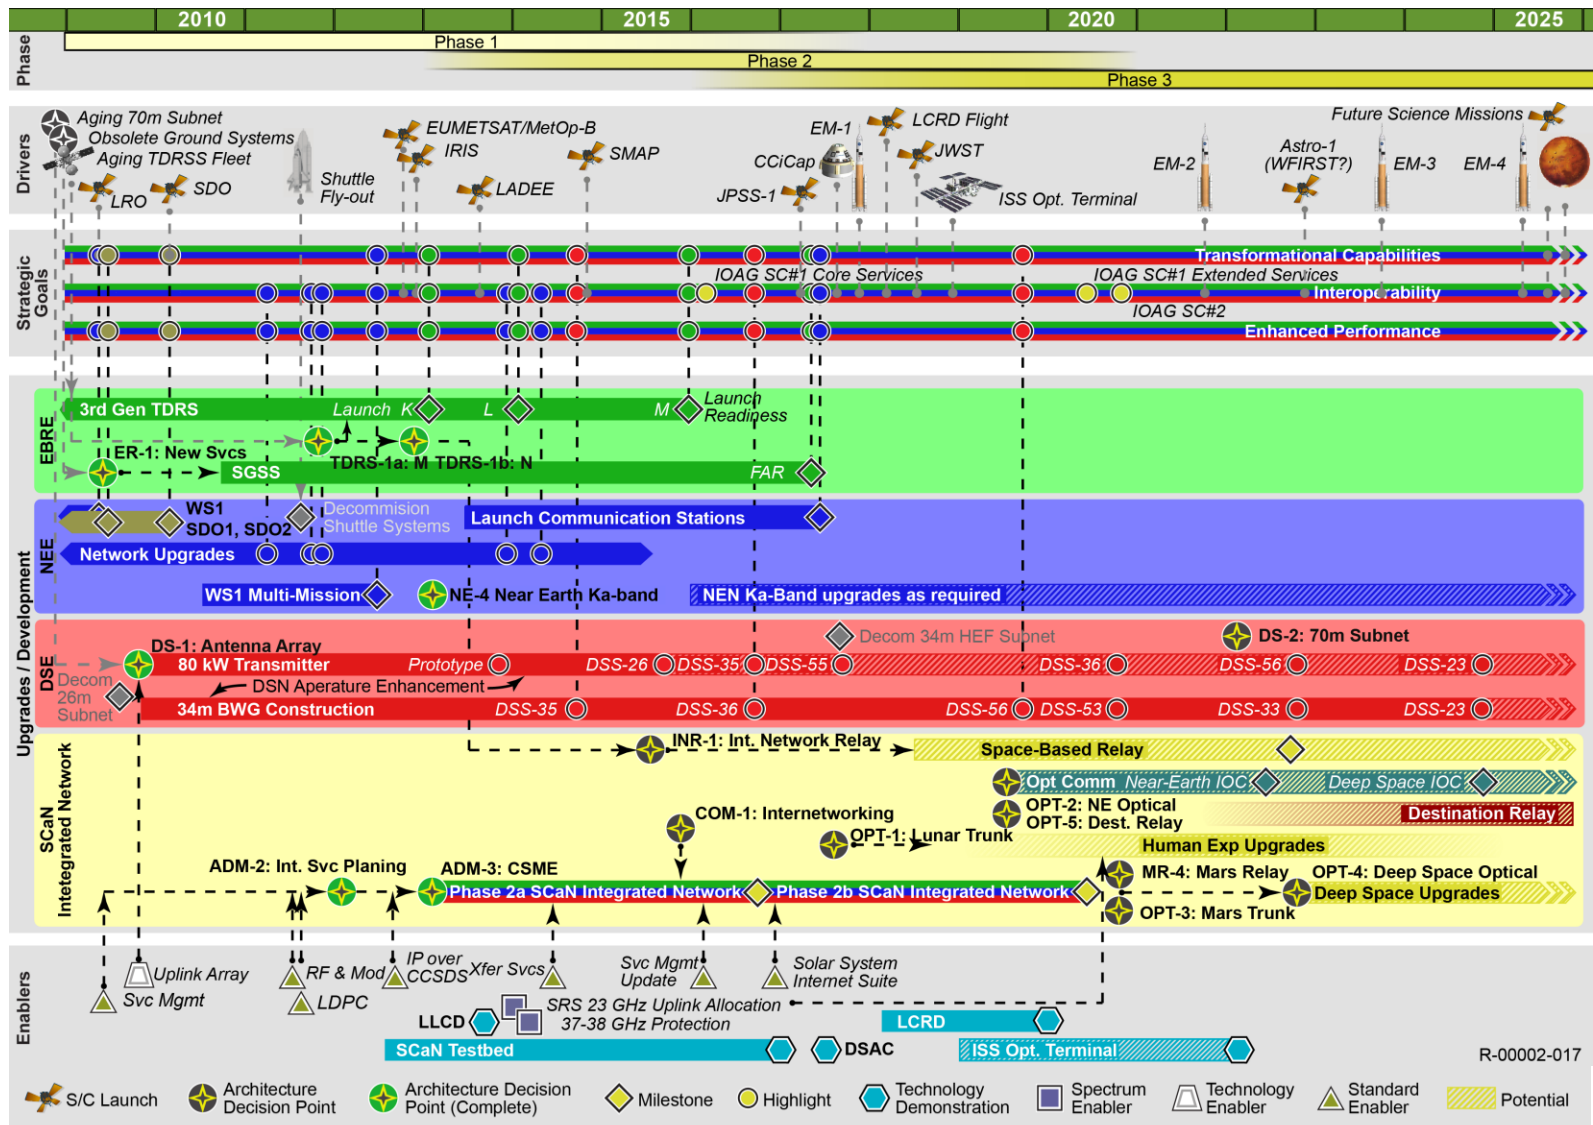 2010
2015
2020
2025
Phase
Phase 1
Phase 2
Phase 3
Drivers
Aging 70m Subnet
Obsolete Ground Systems
Aging TDRSS Fleet
LRO
SDO
Shuttle
Fly-out
EUMETSAT/MetOp-B
IRIS
LADEE
SMAP
EM-1
CCiCap
JPSS-1
LCRD Flight
JWST
ISS Opt. Terminal
EM-2
Astro-1
(WFIRST?)
EM-3
Future Science Missions
EM-4
Strategic
Goals
Transformational Capabilities
IOAG SC#1 Core Services
IOAG SC#1 Extended Services
Interoperability
IOAG SC#2
Enhanced Performance
Upgrades / Development
EBRE
3rd Gen TDRS
Launch
K
L
M
Launch
Readiness
ER-1: New Svcs
TDRS-1a: M
TDRS-1b: N
SGSS
FAR
NEE
WS1
SDO1, SDO2
Decommision
Shuttle Systems
Launch Communication Stations
Network Upgrades
WS1 Multi-Mission
NE-4 Near Earth Ka-band
NEN Ka-Band upgrades as required
DSE
DS-1: Antenna Array
Decom 34m HEF Subnet
DS-2: 70m Subnet
80 kW Transmitter
Prototype
DSS-26
DSS-35
DSS-55
DSS-36
DSS-56
DSS-23
Decom
26m
Subnet
DSN Aperature Enhancement
34m BWG Construction
DSS-35
DSS-36
DSS-56
DSS-53
DSS-33
DSS-23
SCaN
Intetegrated Network
INR-1: Int. Network Relay
Space-Based Relay
Opt Comm
Near-Earth IOC
Deep Space IOC
OPT-2: NE Optical
OPT-5: Dest. Relay
Destination Relay
COM-1: Internetworking
OPT-1: Lunar Trunk
Human Exp Upgrades
ADM-2: Int. Svc Planing
ADM-3: CSME
MR-4: Mars Relay
OPT-4: Deep Space Optical
Phase 2a SCaN Integrated Network
Phase 2b SCaN Integrated Network
Deep Space Upgrades
OPT-3: Mars Trunk
Enablers
Uplink Array
Svc Mgmt
RF & Mod
LDPC
IP over
CCSDS
Xfer Svcs
Svc Mgmt
Update
Solar System
Internet Suite
LLCD
SRS 23 GHz Uplink Allocation
37-38 GHz Protection
LCRD
SCaN Testbed
DSAC
ISS Opt. Terminal
R-00002-017
S/C Launch
Architecture
Decision Point
Architecture Decision
Point (Complete)
Milestone
Highlight
Technology
Demonstration
Spectrum
Enabler
Technology
Enabler
Standard
Enabler
Potential